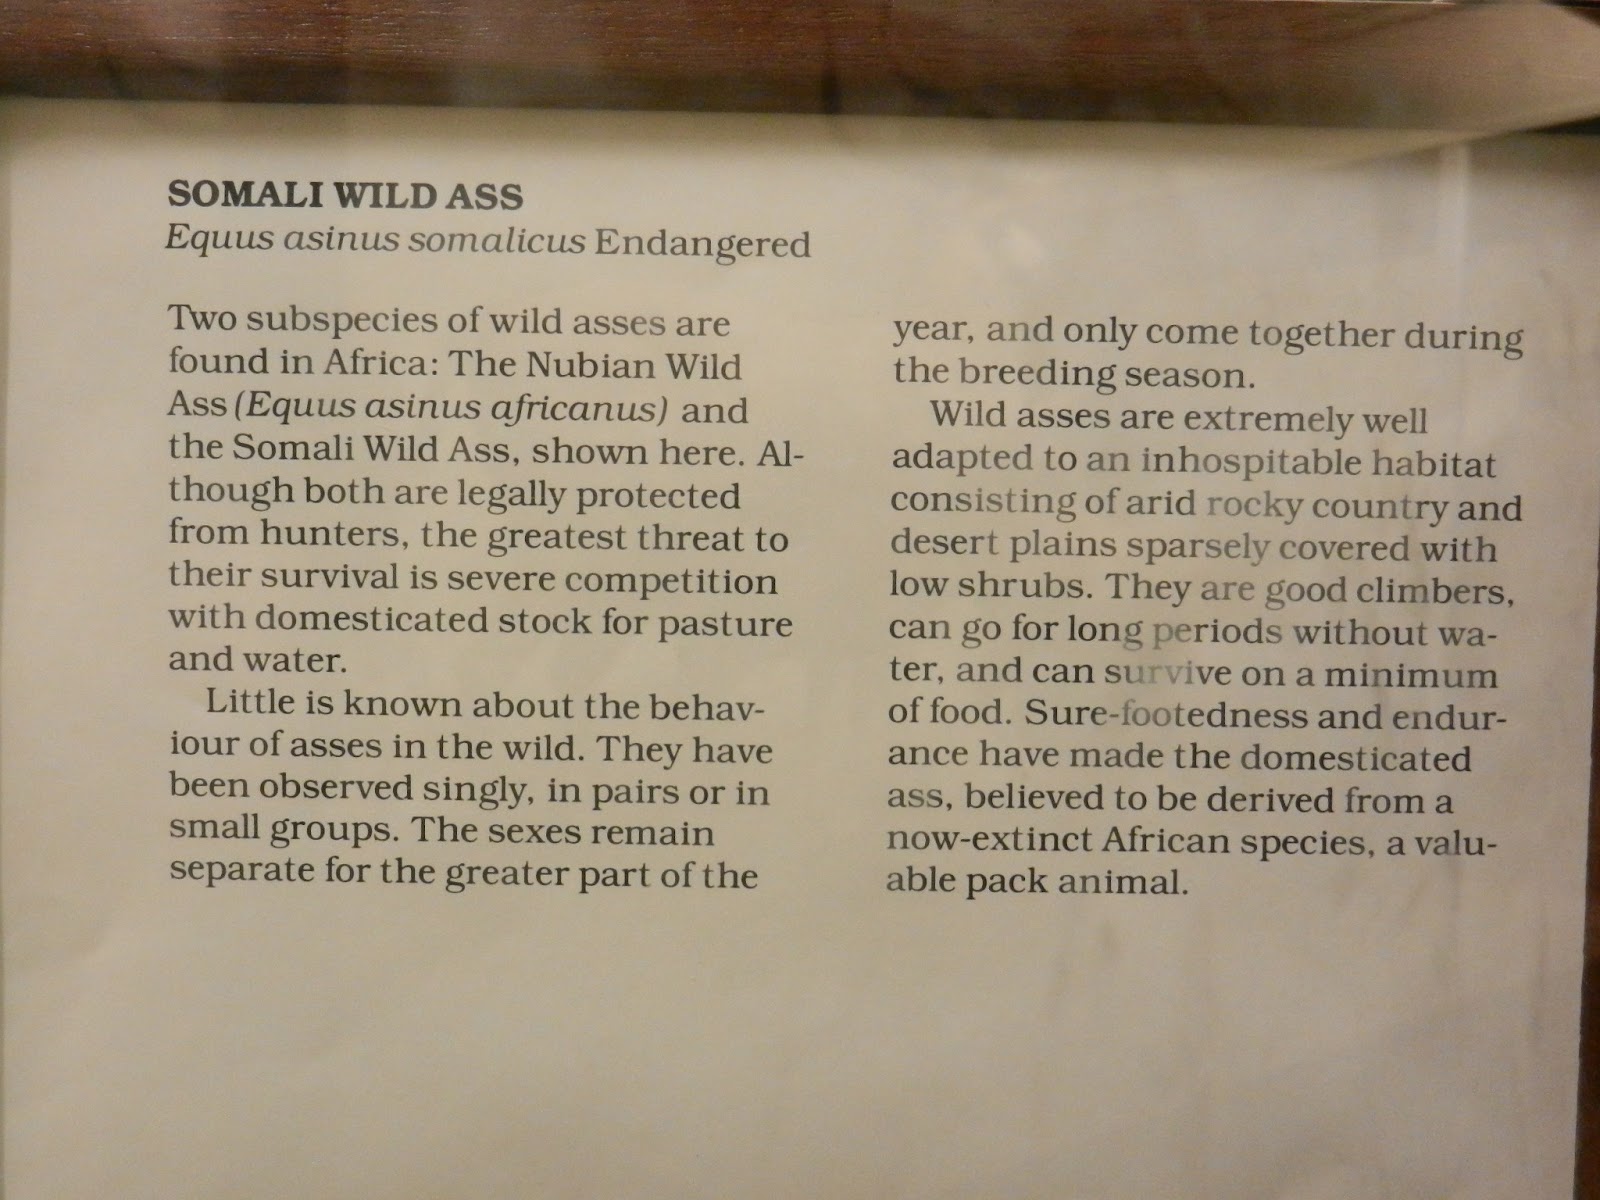 SOMALI WILD ASS
Equus asinus somalicus Endangered
Two subspecies of wild asses are
found in Africa: The Nubian Wild
Ass (Equus asinus africanus) and
the Somali Wild Ass, shown here. Al-
though both are legally protected
from hunters, the greatest threat to
their survival is severe competition
with domesticated stock for pasture
and water.
Little is known about the behav-
iour of asses in the wild. They have
been observed singly, in pairs or in
small groups. The sexes remain
separate for the greater part of the
year, and only come together during
the breeding season.
Wild asses are extremely well
adapted to an inhospitable habitat
consisting of arid rocky country and
desert plains sparsely covered with
low shrubs. They are good climbers,
can go for long periods without wa-
ter, and can survive on a minimum
of food. Sure-footedness and endur-
ance have made the domesticated
ass, believed to be derived from a
now-extinct African species, a valu-
able pack animal.